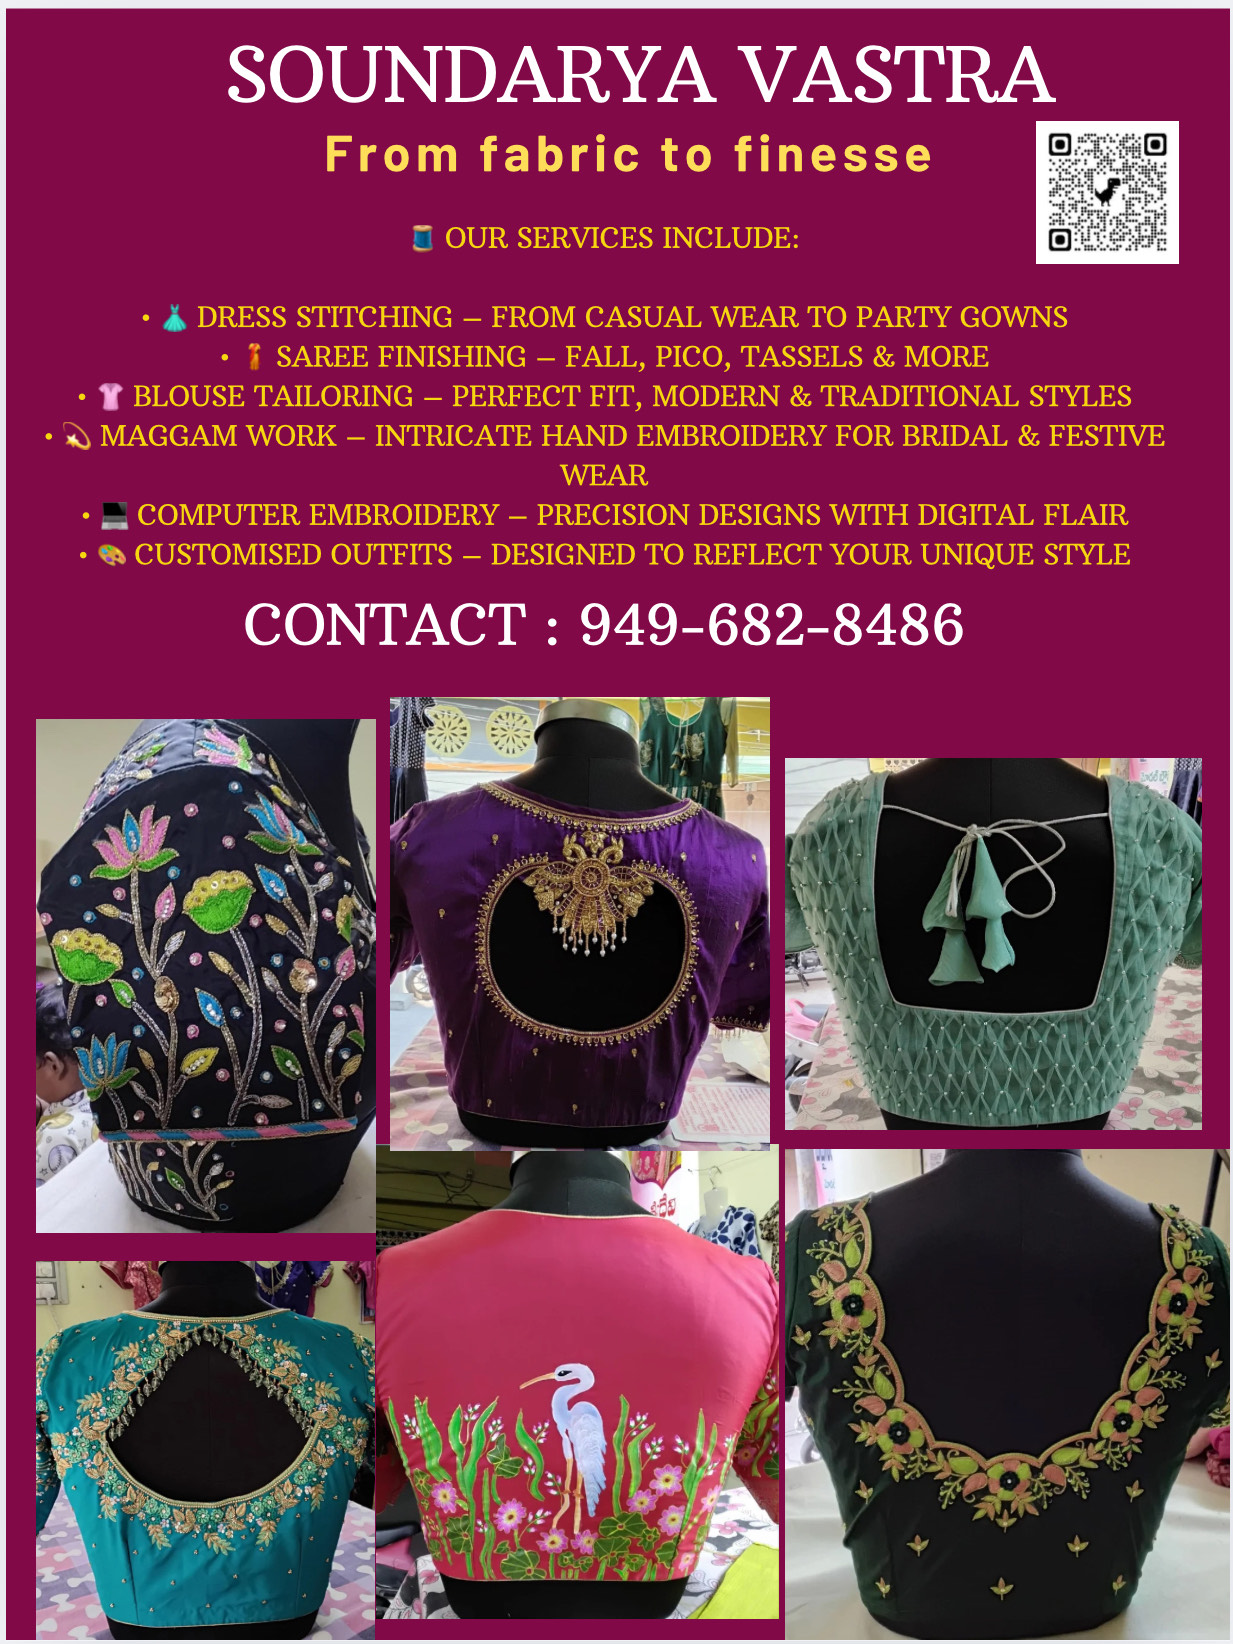 SOUNDARYA VASTRA
From fabric to finesse
🧵 OUR SERVICES INCLUDE:
• 👗 DRESS STITCHING – FROM CASUAL WEAR TO PARTY GOWNS
• 🥻 SAREE FINISHING – FALL, PICO, TASSELS & MORE
• 👚 BLOUSE TAILORING – PERFECT FIT, MODERN & TRADITIONAL STYLES
• 💫 MAGGAM WORK – INTRICATE HAND EMBROIDERY FOR BRIDAL & FESTIVE
WEAR
• 💻 COMPUTER EMBROIDERY – PRECISION DESIGNS WITH DIGITAL FLAIR
• 🎨 CUSTOMISED OUTFITS – DESIGNED TO REFLECT YOUR UNIQUE STYLE
CONTACT : 949-682-8486